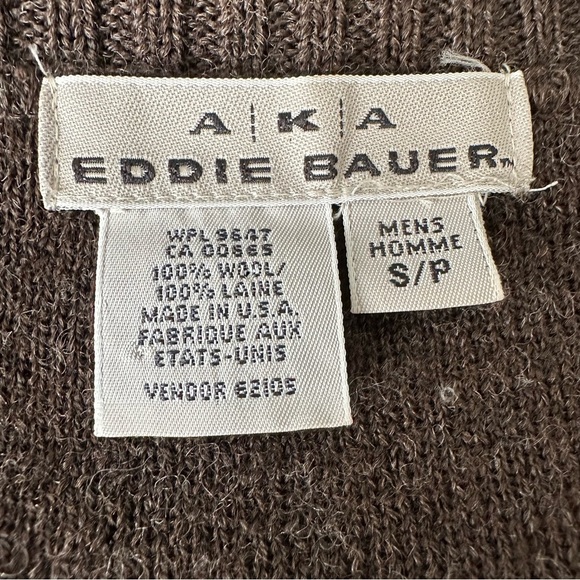 A|K|A
EDDIE BAUER™
WPL 9647
CA 00665
100% WOOL/
100% LAINE
MADE IN U.S.A.
FABRIQUE AUX
ETATS-UNIS
VENDOR 62105
MENS
HOMME
S/P